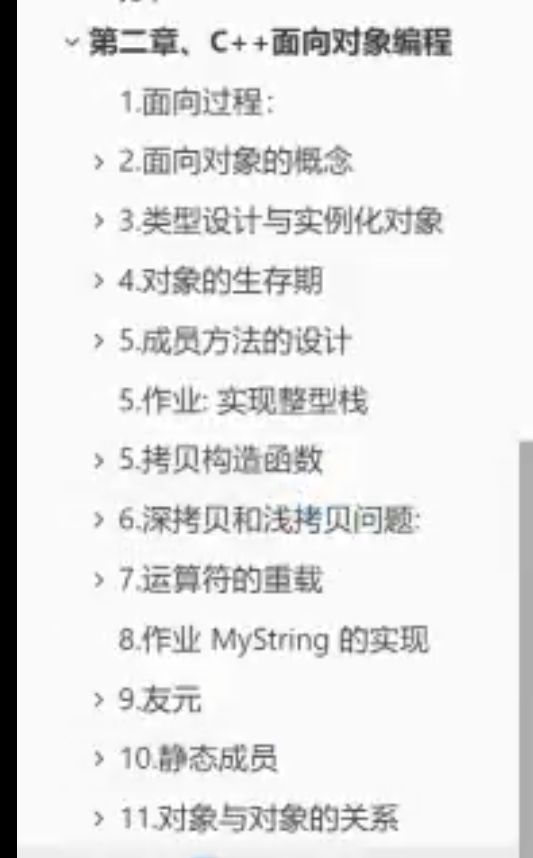 第二章、C++面向对象编程
1.面向过程：
2.面向对象的概念
3.类型设计与实例化对象
4.对象的生存期
5.成员方法的设计
5.作业: 实现整型栈
5.拷贝构造函数
6.深拷贝和浅拷贝问题:
7.运算符的重载
8.作业 MyString 的实现
9.友元
10.静态成员
11.对象与对象的关系